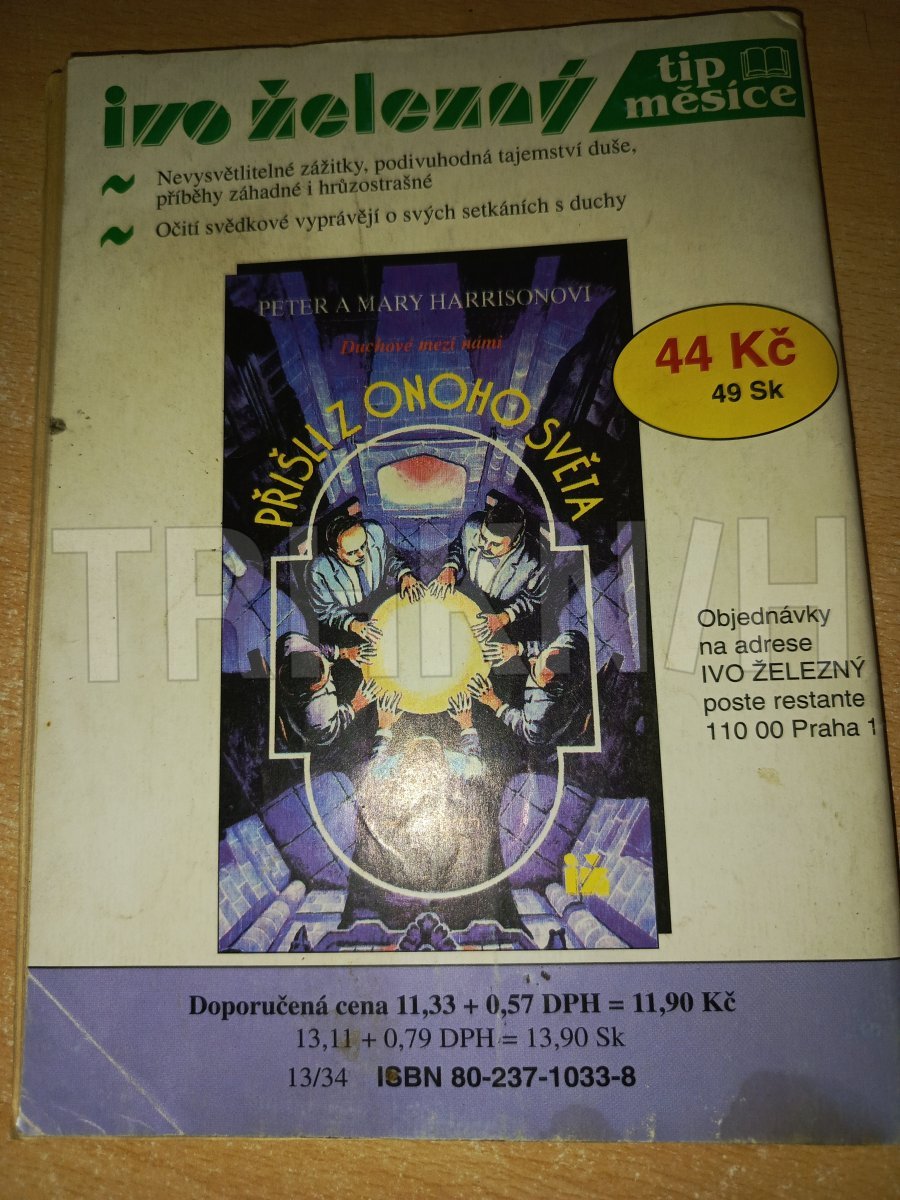 ivo železný
tip
měsíce
Nevysvětlitelné zážitky, podivuhodná tajemství duše,
příběhy záhadné i hrůzostrašné
Očití svědkové vyprávějí o svých setkáních s duchy
PETER A MARY HARRISONOVI
Duchové mezi námi
PŘIŠLI Z ONOHO SVĚTA
44 Kč
49 Sk
Objednávky
na adrese
IVO ŽELEZNÝ
poste restante
110 00 Praha 1
iž
Doporučená cena 11,33 + 0,57 DPH = 11,90 Kč
13,11 + 0,79 DPH = 13,90 Sk
13/34 ISBN 80-237-1033-8